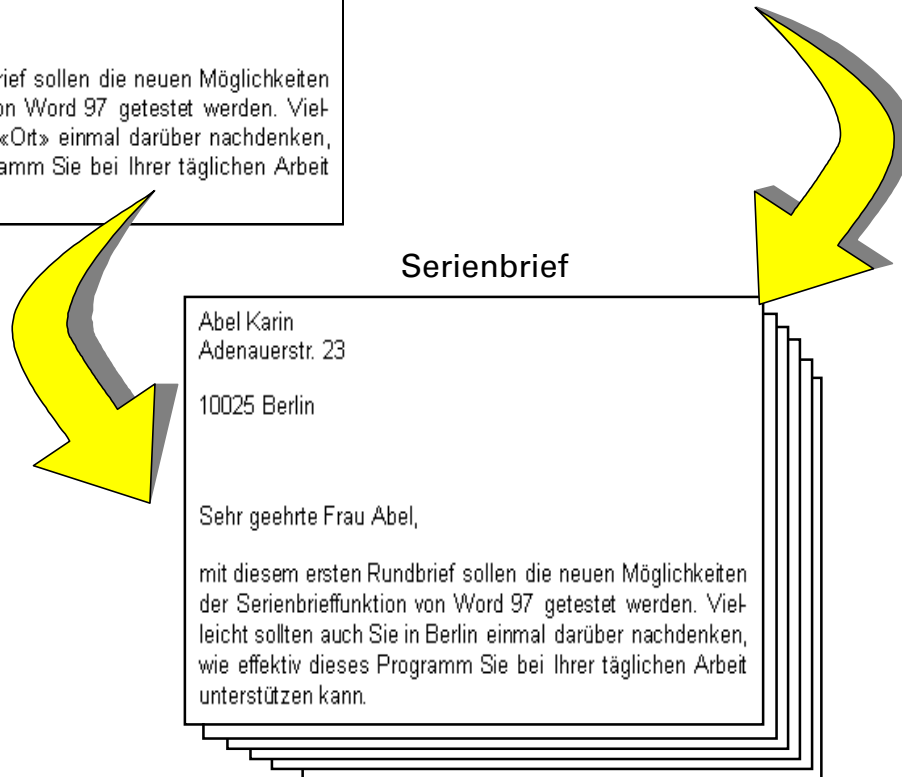 rief sollen die neuen Möglichkeiten
on Word 97 getestet werden. Viel-
«Ort» einmal darüber nachdenken,
amm Sie bei Ihrer täglichen Arbeit
Serienbrief
Abel Karin
Adenauerstr. 23
10025 Berlin
Sehr geehrte Frau Abel,
mit diesem ersten Rundbrief sollen die neuen Möglichkeiten
der Serienbrieffunktion von Word 97 getestet werden. Viel-
leicht sollten auch Sie in Berlin einmal darüber nachdenken,
wie effektiv dieses Programm Sie bei Ihrer täglichen Arbeit
unterstützen kann.